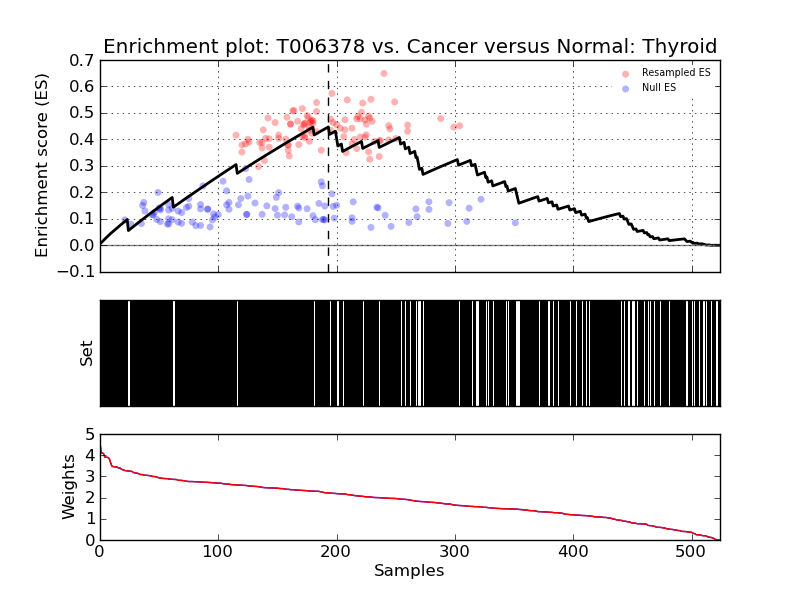 Enrichment plot: T006378 vs. Cancer versus Normal: Thyroid
0.7
0.6
0.5
0.4
0.3
0.2
0.1
0.0
−0.1
Enrichment score (ES)
Resampled ES
Null ES
Set
5
4
3
2
1
0
Weights
0 100 200 300 400 500
Samples